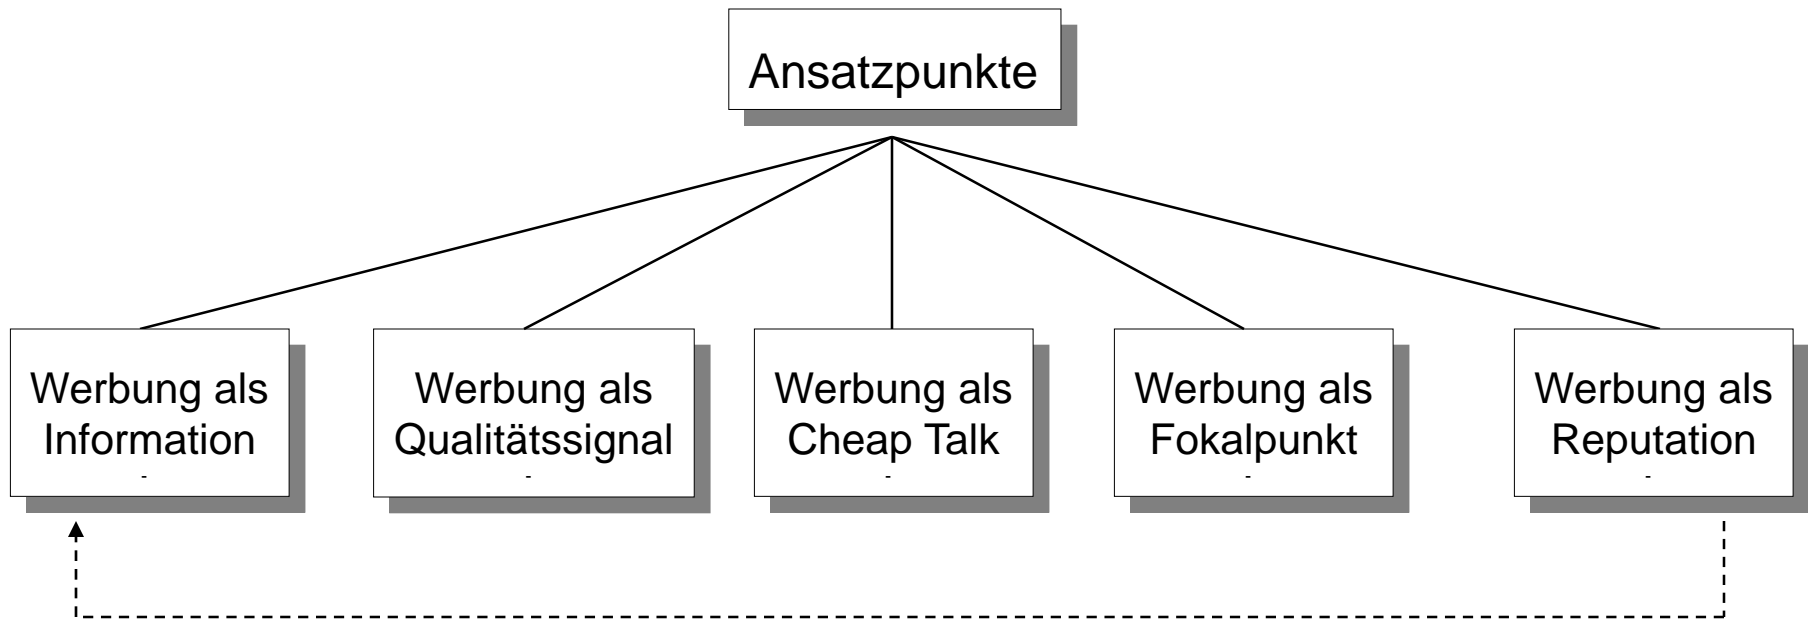 Ansatzpunkte
Werbung als
Information
-
Werbung als
Qualitätssignal
-
Werbung als
Cheap Talk
-
Werbung als
Fokalpunkt
-
Werbung als
Reputation
-